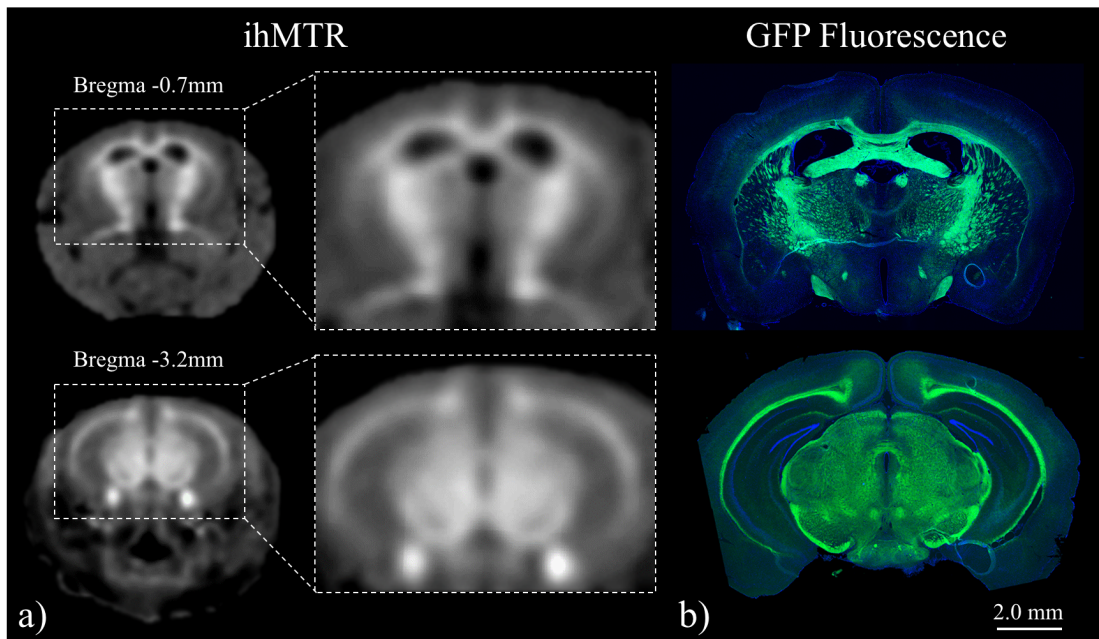 ihMTR
GFP Fluorescence
Bregma -0.7mm
Bregma -3.2mm
a)
b)
2.0 mm